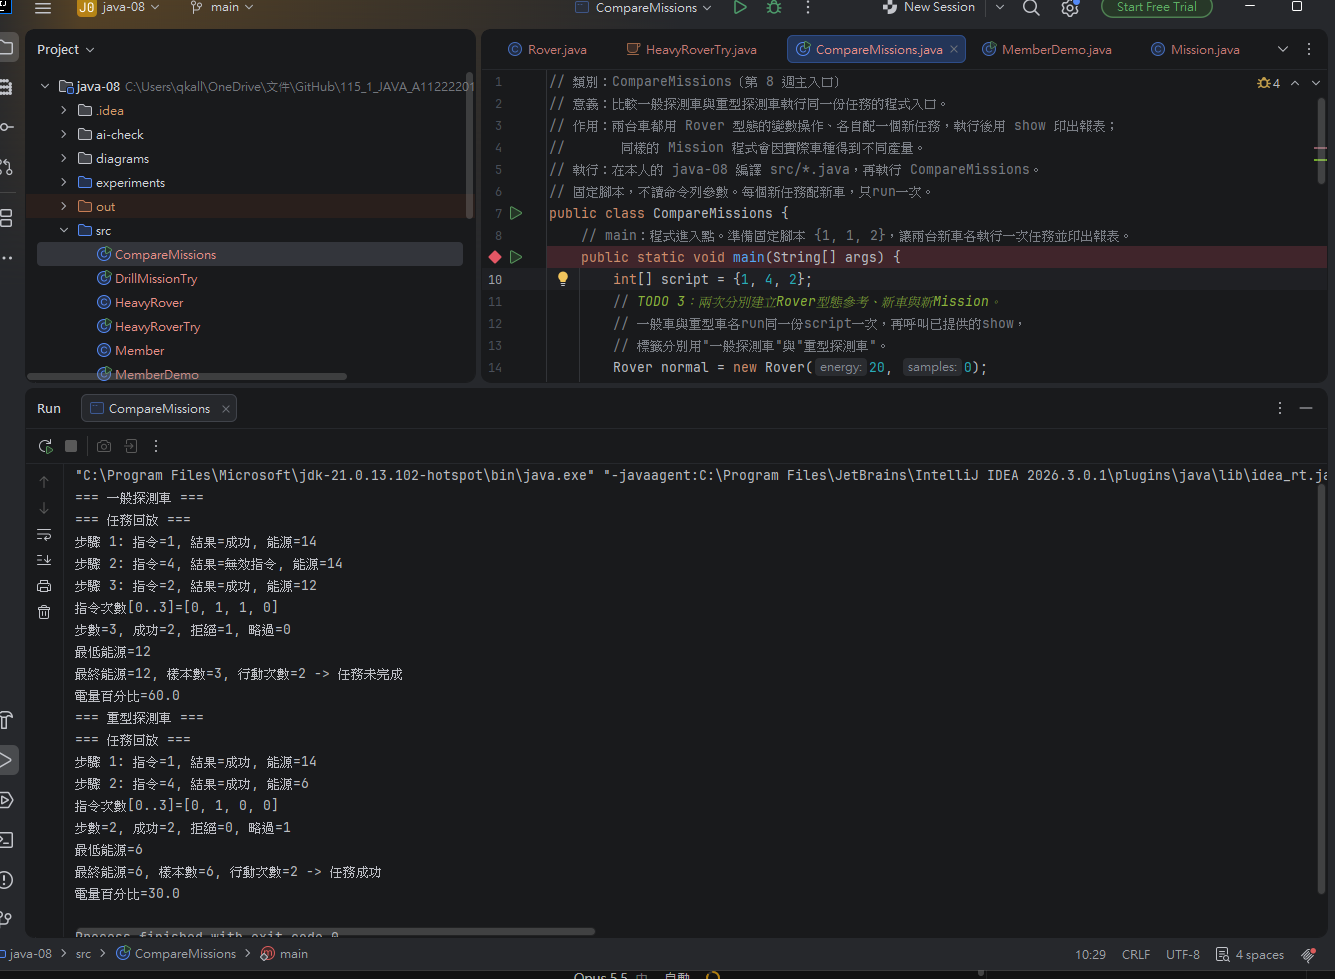 J0 java-08 main CompareMissions New Session Start Free Trial
Project
java-08 C:\Users\qkall\OneDrive\文件\GitHub\115_1_JAVA_A11222201
.idea
ai-check
diagrams
experiments
out
src
CompareMissions
DrillMissionTry
HeavyRover
HeavyRoverTry
Member
MemberDemo
Rover.java HeavyRoverTry.java CompareMissions.java MemberDemo.java Mission.java
4
1 // 類別：CompareMissions（第 8 週主入口）
2 // 意義：比較一般探測車與重型探測車執行同一份任務的程式入口。
3 // 作用：兩台車都用 Rover 型態的變數操作、各自配一個新任務，執行後用 show 印出報表；
4 // 同樣的 Mission 程式會因實際車種得到不同產量。
5 // 執行：在本人的 java-08 編譯 src/*.java，再執行 CompareMissions。
6 // 固定腳本，不讀命令列參數。每個新任務配新車，只run一次。
7 public class CompareMissions {
8 // main：程式進入點。準備固定腳本 {1, 1, 2}，讓兩台新車各執行一次任務並印出報表。
public static void main(String[] args) {
10 int[] script = {1, 4, 2};
11 // TODO 3：兩次分別建立Rover型態參考、新車與新Mission。
12 // 一般車與重型車各run同一份script一次，再呼叫已提供的show，
13 // 標籤分別用"一般探測車"與"重型探測車"。
14 Rover normal = new Rover( energy: 20, samples: 0);
Run CompareMissions
"C:\Program Files\Microsoft\jdk-21.0.13.102-hotspot\bin\java.exe" "-javaagent:C:\Program Files\JetBrains\IntelliJ IDEA 2026.3.0.1\plugins\java\lib\idea_rt.ja
=== 一般探測車 ===
=== 任務回放 ===
步驟 1: 指令=1, 結果=成功, 能源=14
步驟 2: 指令=4, 結果=無效指令, 能源=14
步驟 3: 指令=2, 結果=成功, 能源=12
指令次數[0..3]=[0, 1, 1, 0]
步數=3, 成功=2, 拒絕=1, 略過=0
最低能源=12
最終能源=12, 樣本數=3, 行動次數=2 -> 任務未完成
電量百分比=60.0
=== 重型探測車 ===
=== 任務回放 ===
步驟 1: 指令=1, 結果=成功, 能源=14
步驟 2: 指令=4, 結果=成功, 能源=6
指令次數[0..3]=[0, 1, 0, 0]
步數=2, 成功=2, 拒絕=0, 略過=1
最低能源=6
最終能源=6, 樣本數=6, 行動次數=2 -> 任務成功
電量百分比=30.0
Process finished with exit code 0
java-08 src CompareMissions main 10:29 CRLF UTF-8 4 spaces
Opus 5.5 中 自動